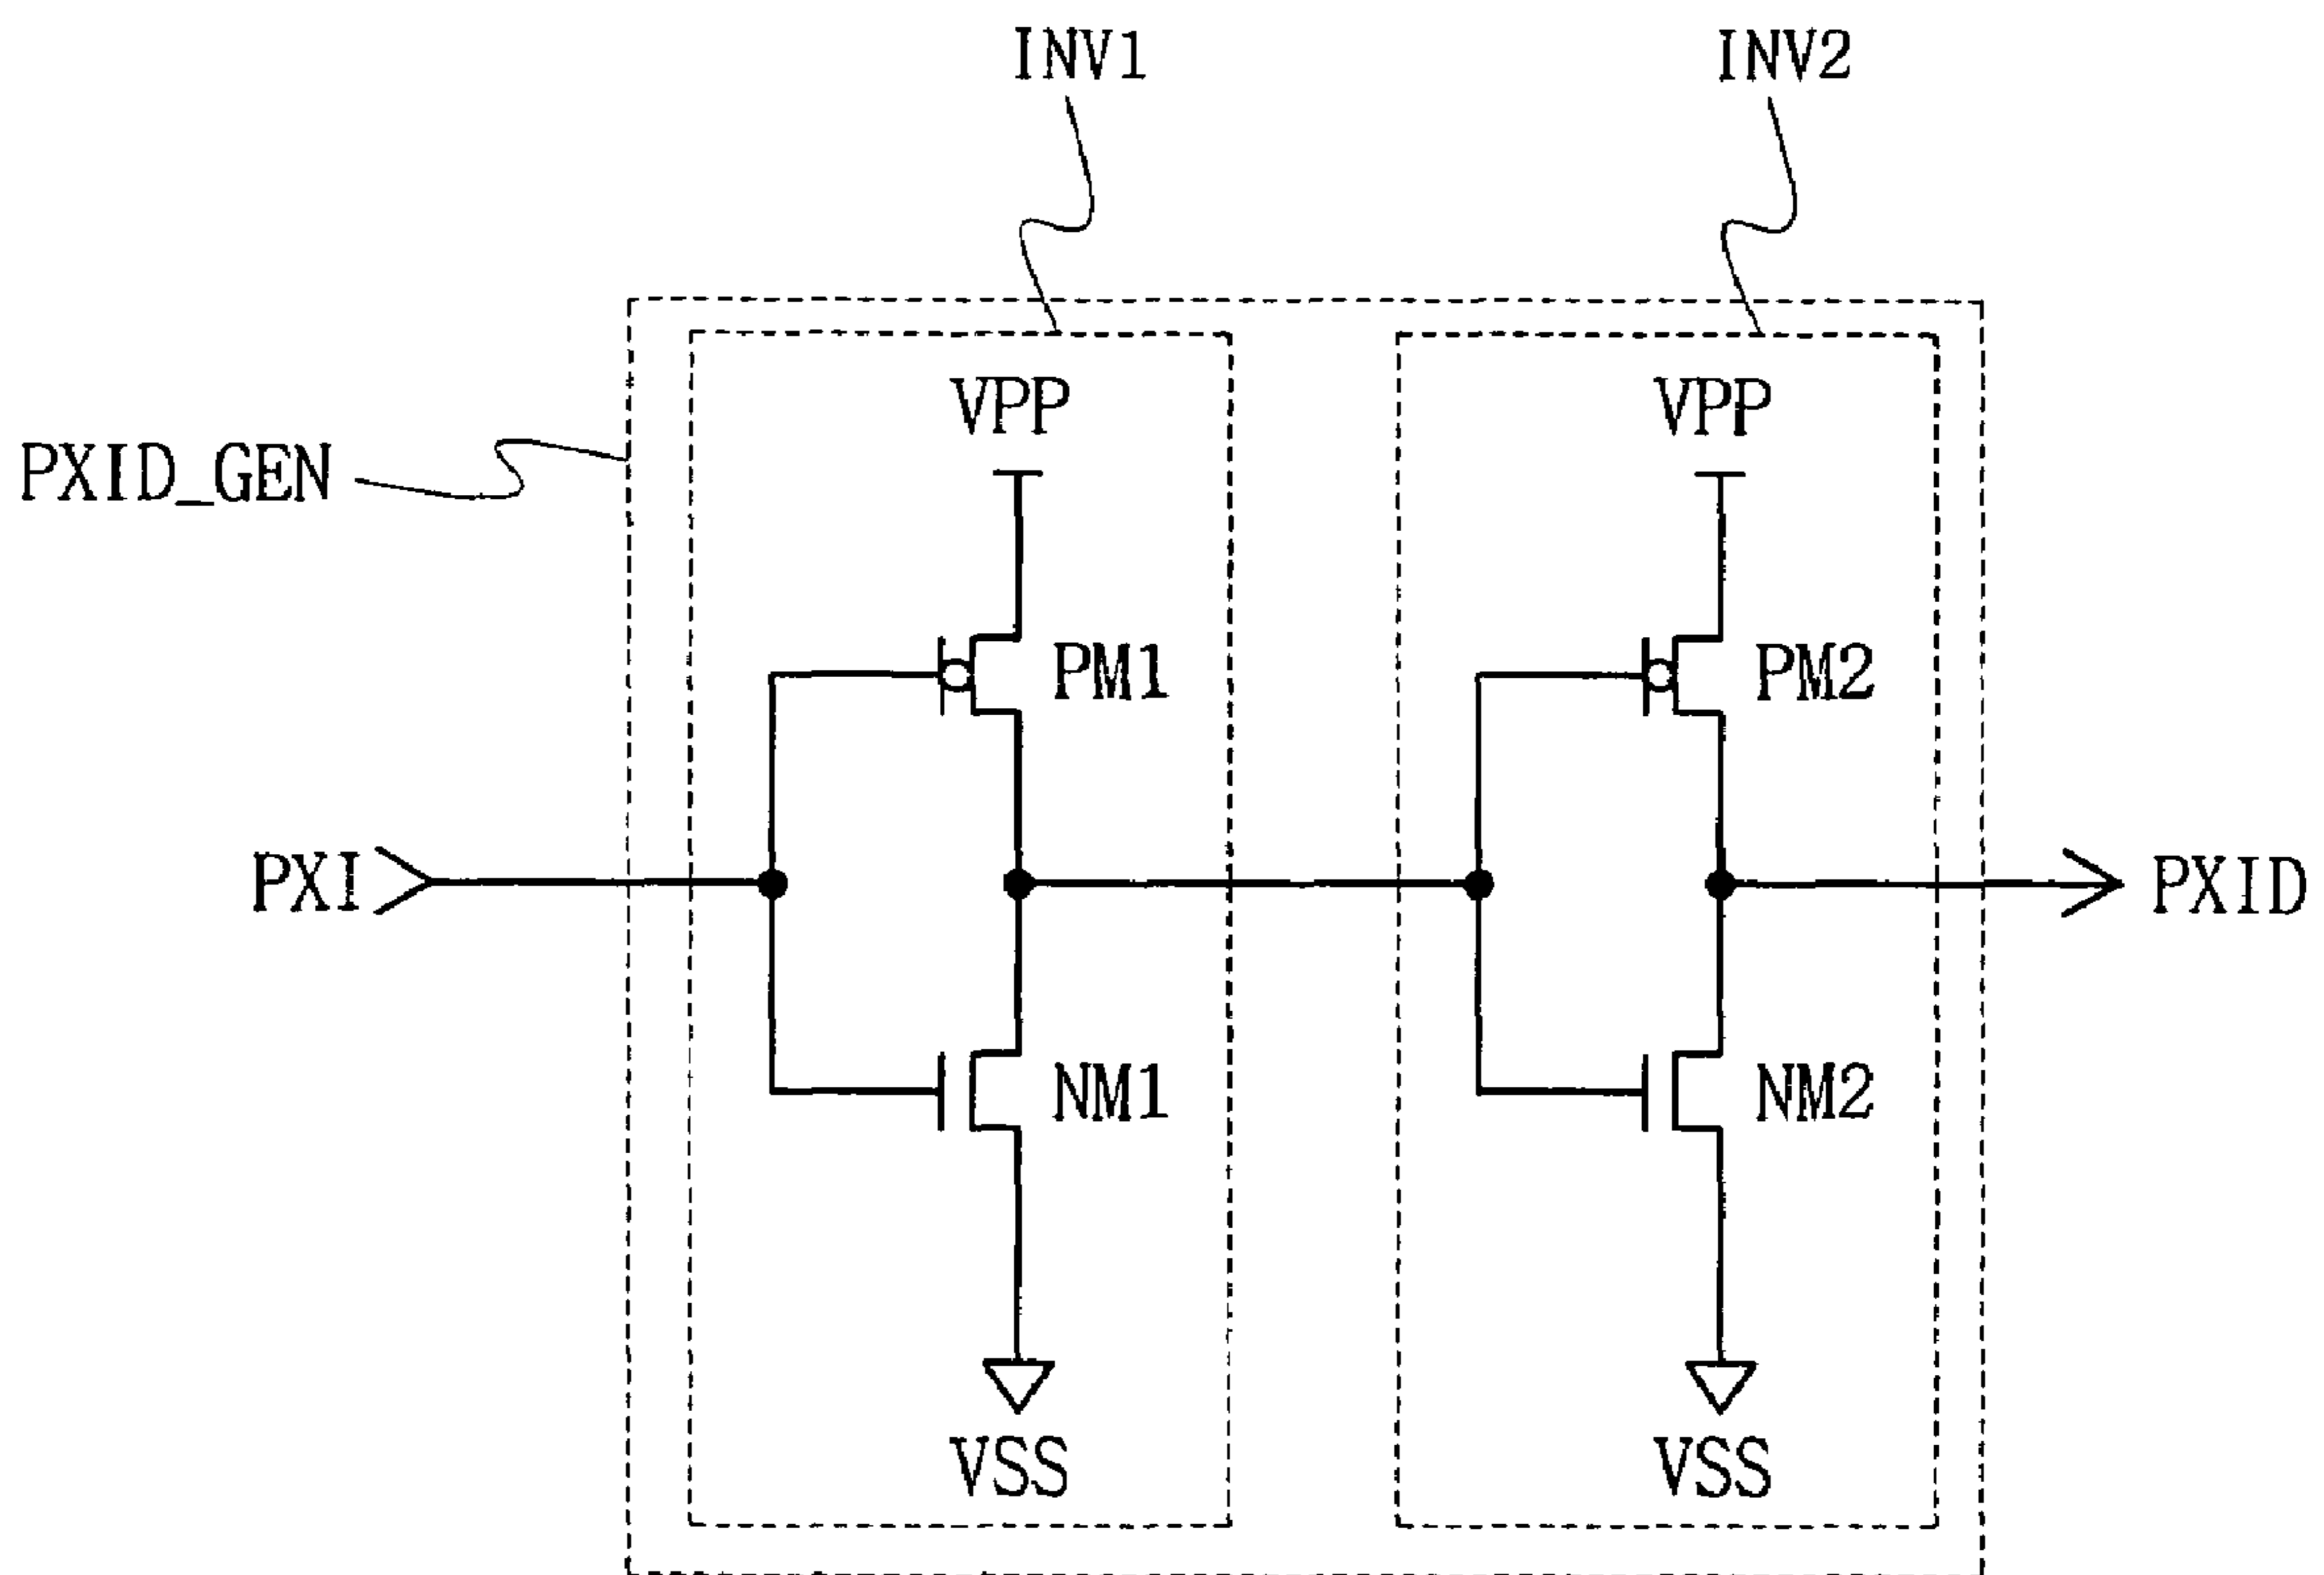 INV1
INV2
VPP
VPP
PXID_GEN
PM1
PM2
PXI
PXID
NM1
NM2
VSS
VSS